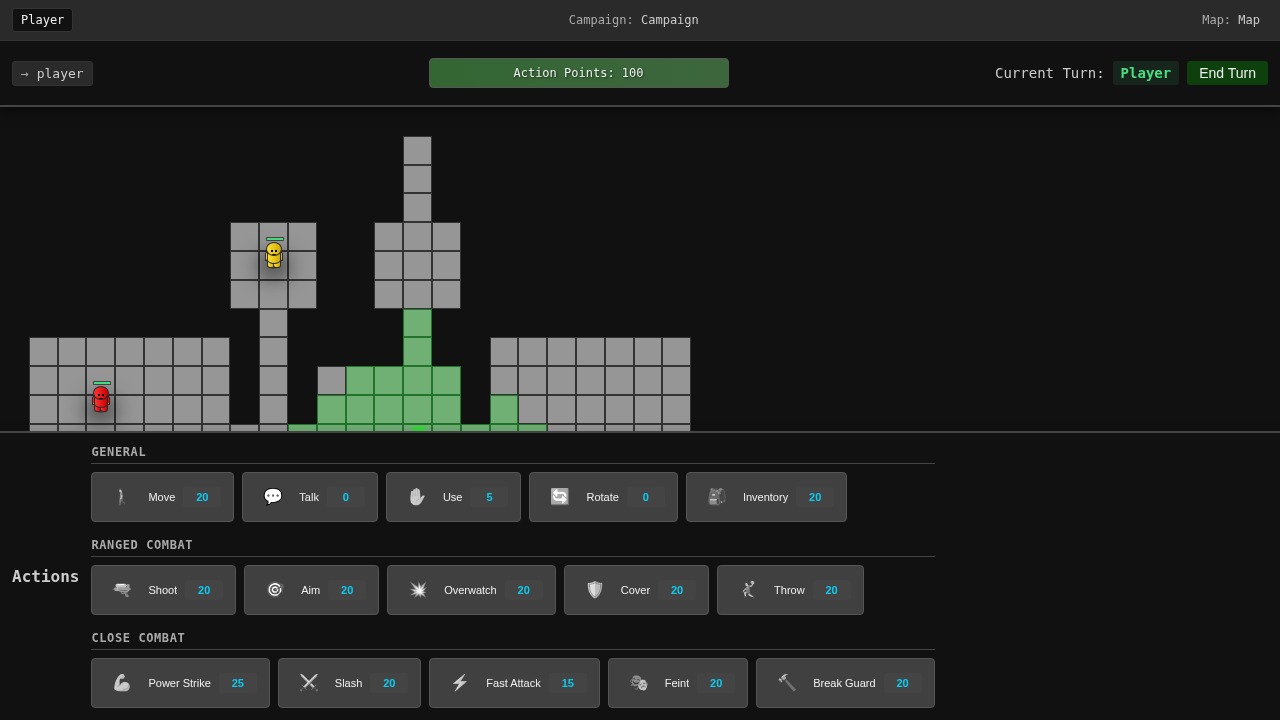 Player
Campaign: Campaign
Map: Map
→ player
Action Points: 100
Current Turn: Player
End Turn
Actions
GENERAL
Move 20
Talk 0
Use 5
Rotate 0
Inventory 20
RANGED COMBAT
Shoot 20
Aim 20
Overwatch 20
Cover 20
Throw 20
CLOSE COMBAT
Power Strike 25
Slash 20
Fast Attack 15
Feint 20
Break Guard 20